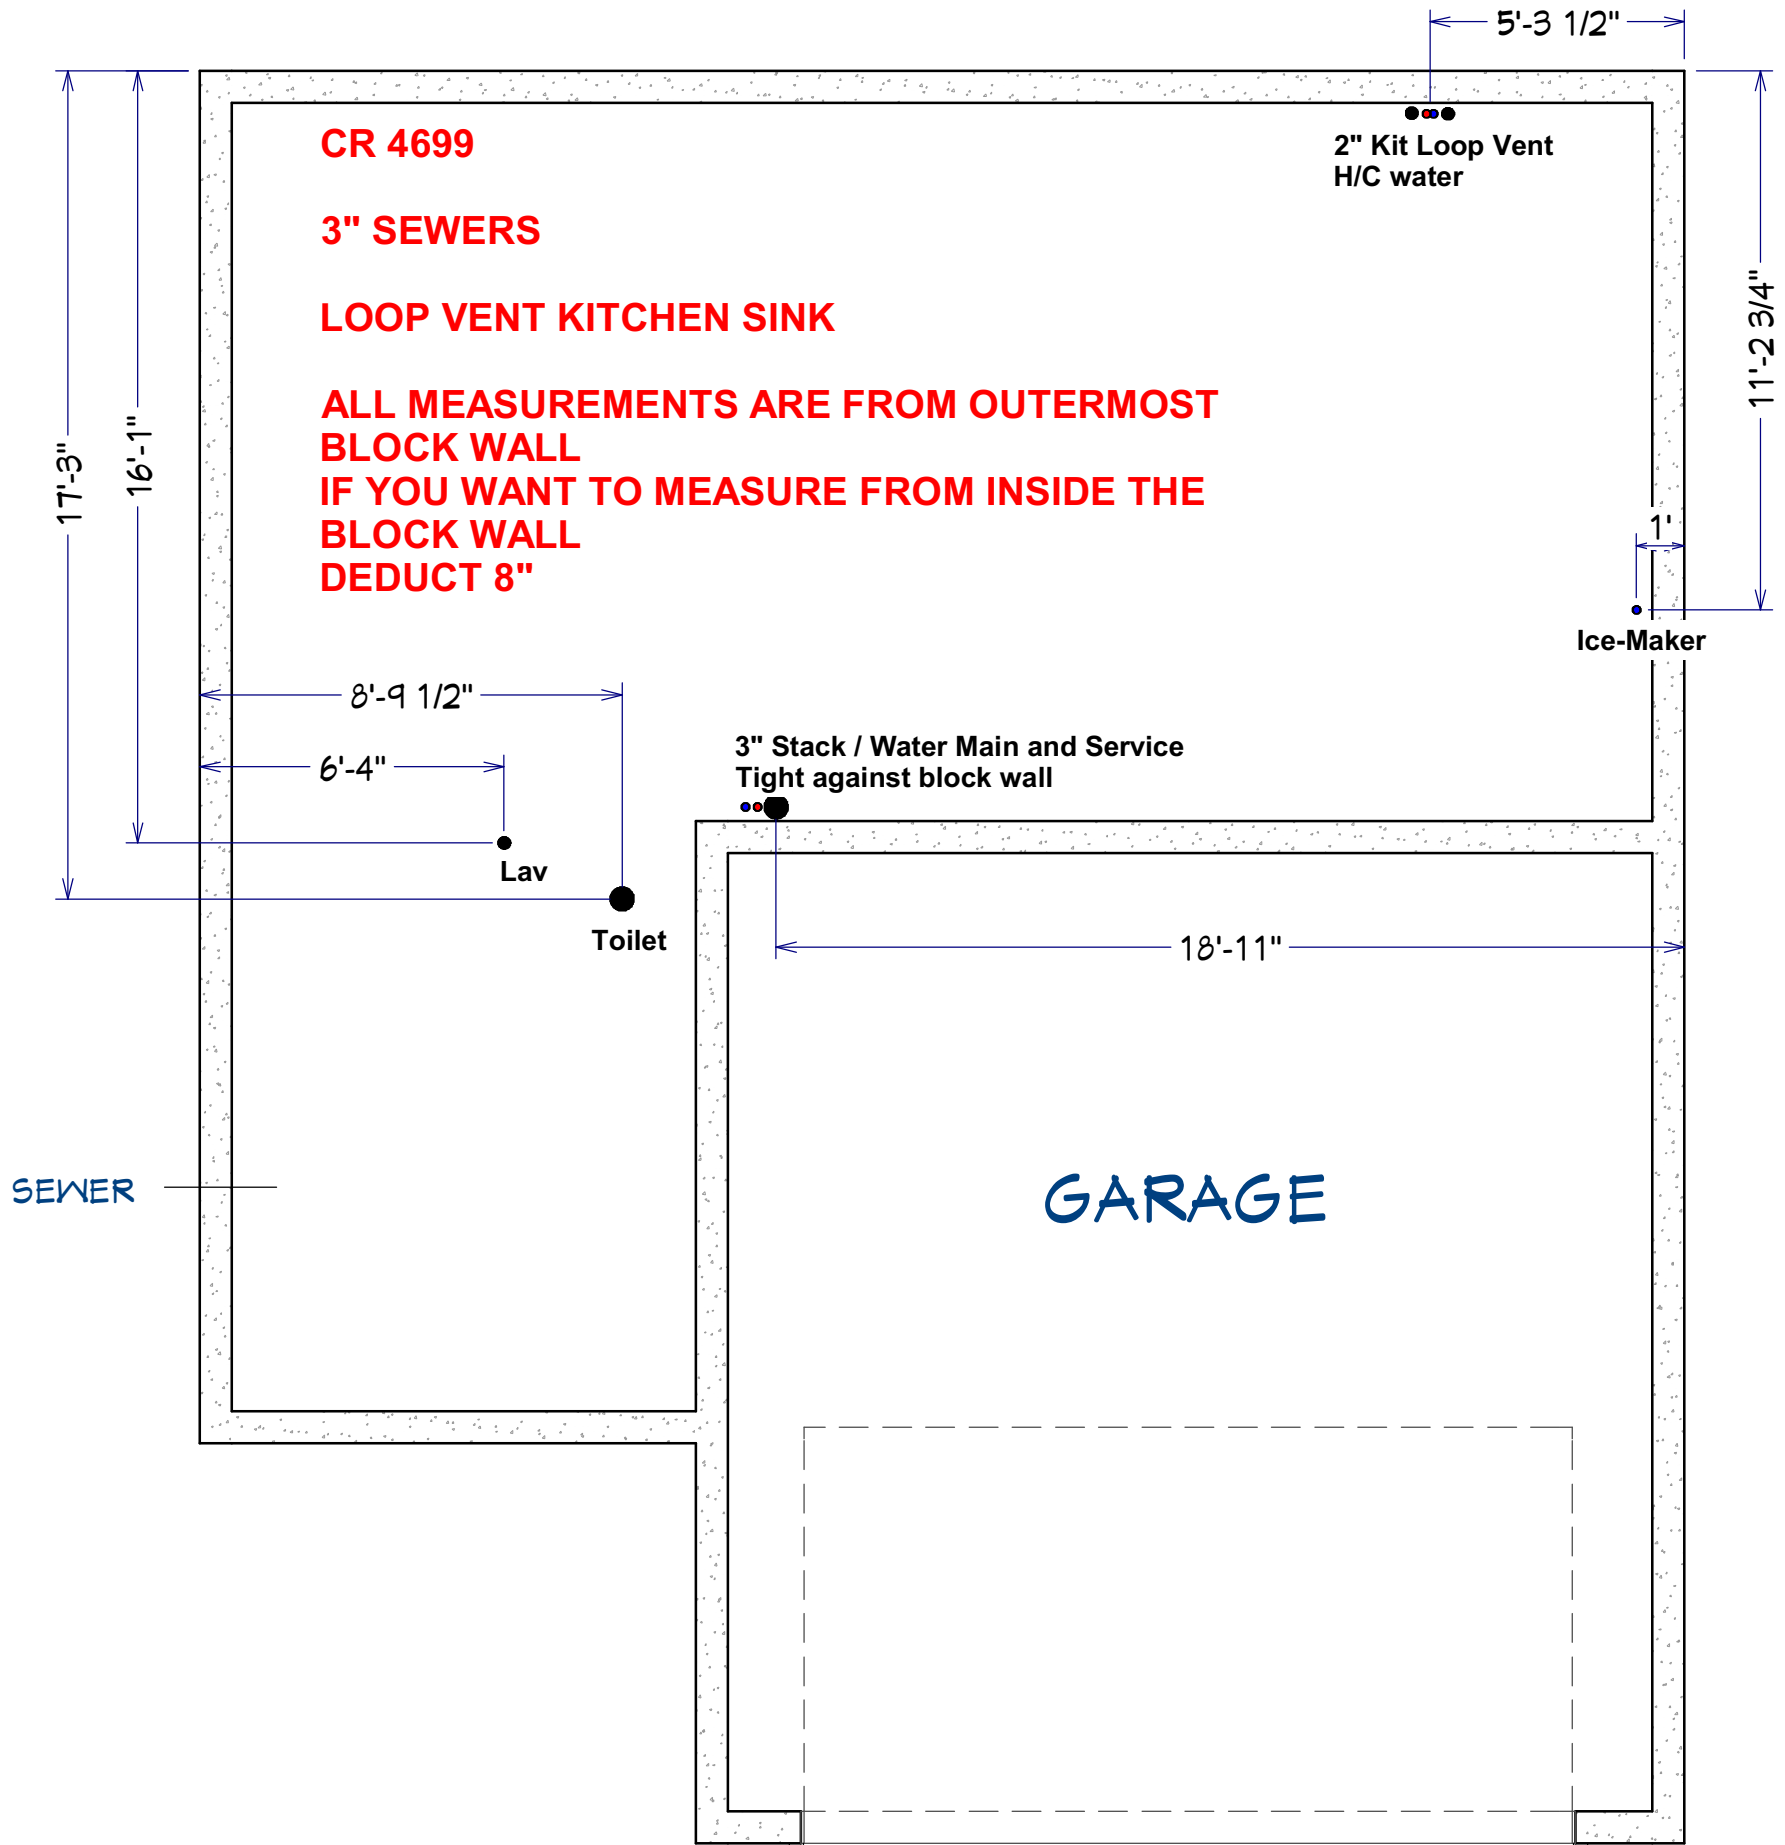 5'-3 1/2"
CR 4699
2" Kit Loop Vent
H/C water
3" SEWERS
LOOP VENT KITCHEN SINK
11'-2 3/4"
ALL MEASUREMENTS ARE FROM OUTERMOST
BLOCK WALL
IF YOU WANT TO MEASURE FROM INSIDE THE
BLOCK WALL
DEDUCT 8"
17'-3"
16'-1"
1'
Ice-Maker
8'-9 1/2"
6'-4"
3" Stack / Water Main and Service
Tight against block wall
Lav
Toilet
18'-11"
SEWER
GARAGE